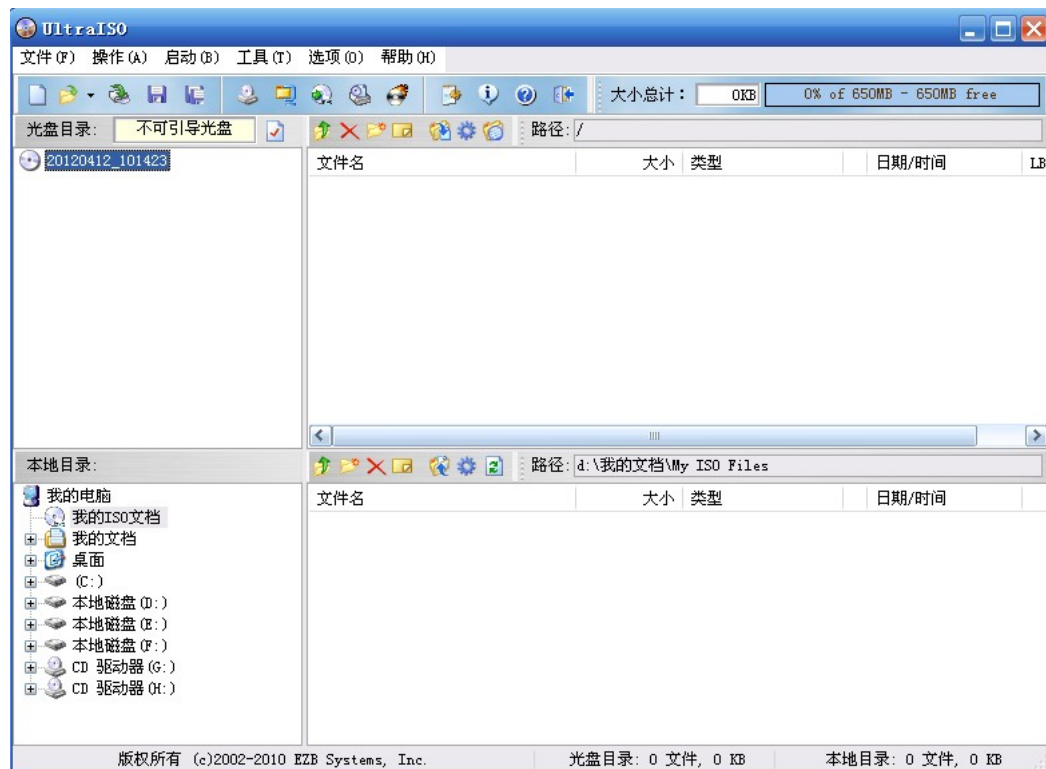 UltraISO
文件(F) 操作(A) 启动(B) 工具(T) 选项(O) 帮助(H)
大小总计: 0KB 0% of 650MB - 650MB free
光盘目录: 不可引导光盘 路径: /
20120412_101423
文件名 大小 类型 日期/时间 LB
本地目录: 路径: d:\我的文档\My ISO Files
文件名 大小 类型 日期/时间
我的电脑
我的ISO文档
我的文档
桌面
(C:)
本地磁盘(D:)
本地磁盘(E:)
本地磁盘(F:)
CD 驱动器(G:)
CD 驱动器(H:)
版权所有 (c)2002-2010 EZB Systems, Inc. 光盘目录: 0 文件, 0 KB 本地目录: 0 文件, 0 KB